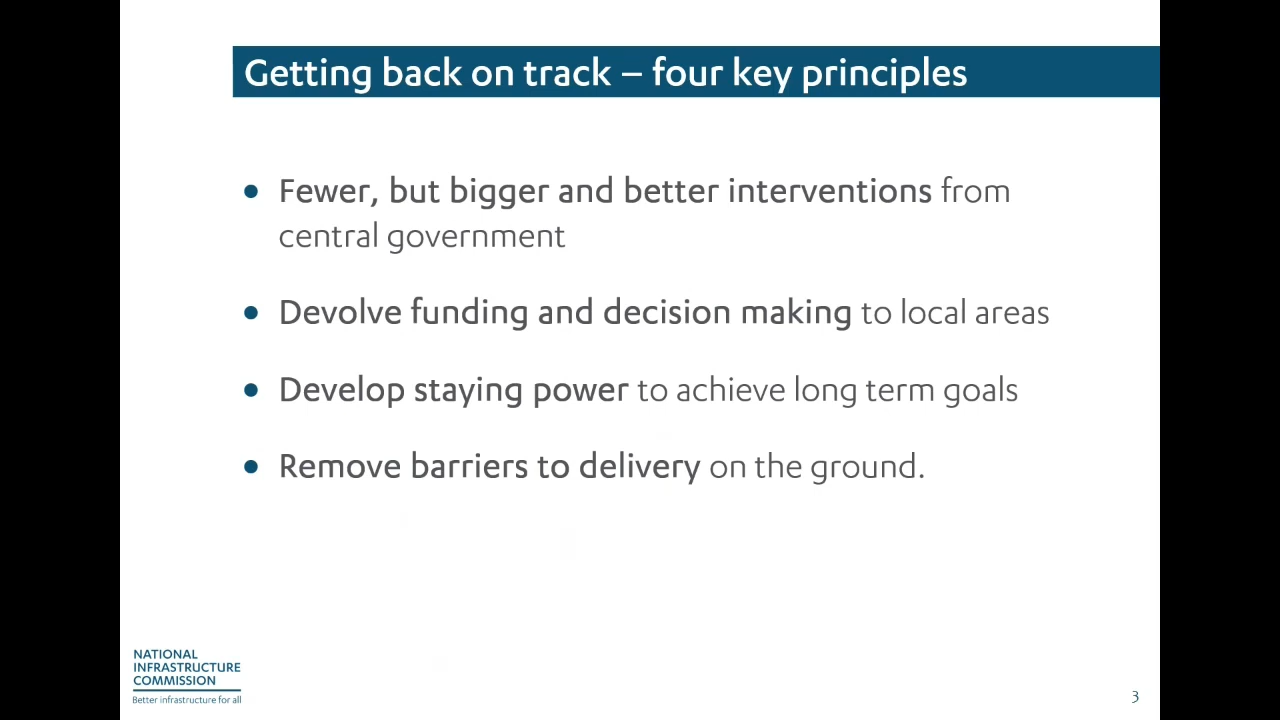 Getting back on track – four key principles
● Fewer, but bigger and better interventions from
central government
● Devolve funding and decision making to local areas
● Develop staying power to achieve long term goals
● Remove barriers to delivery on the ground.
NATIONAL
INFRASTRUCTURE
COMMISSION
Better infrastructure for all
3